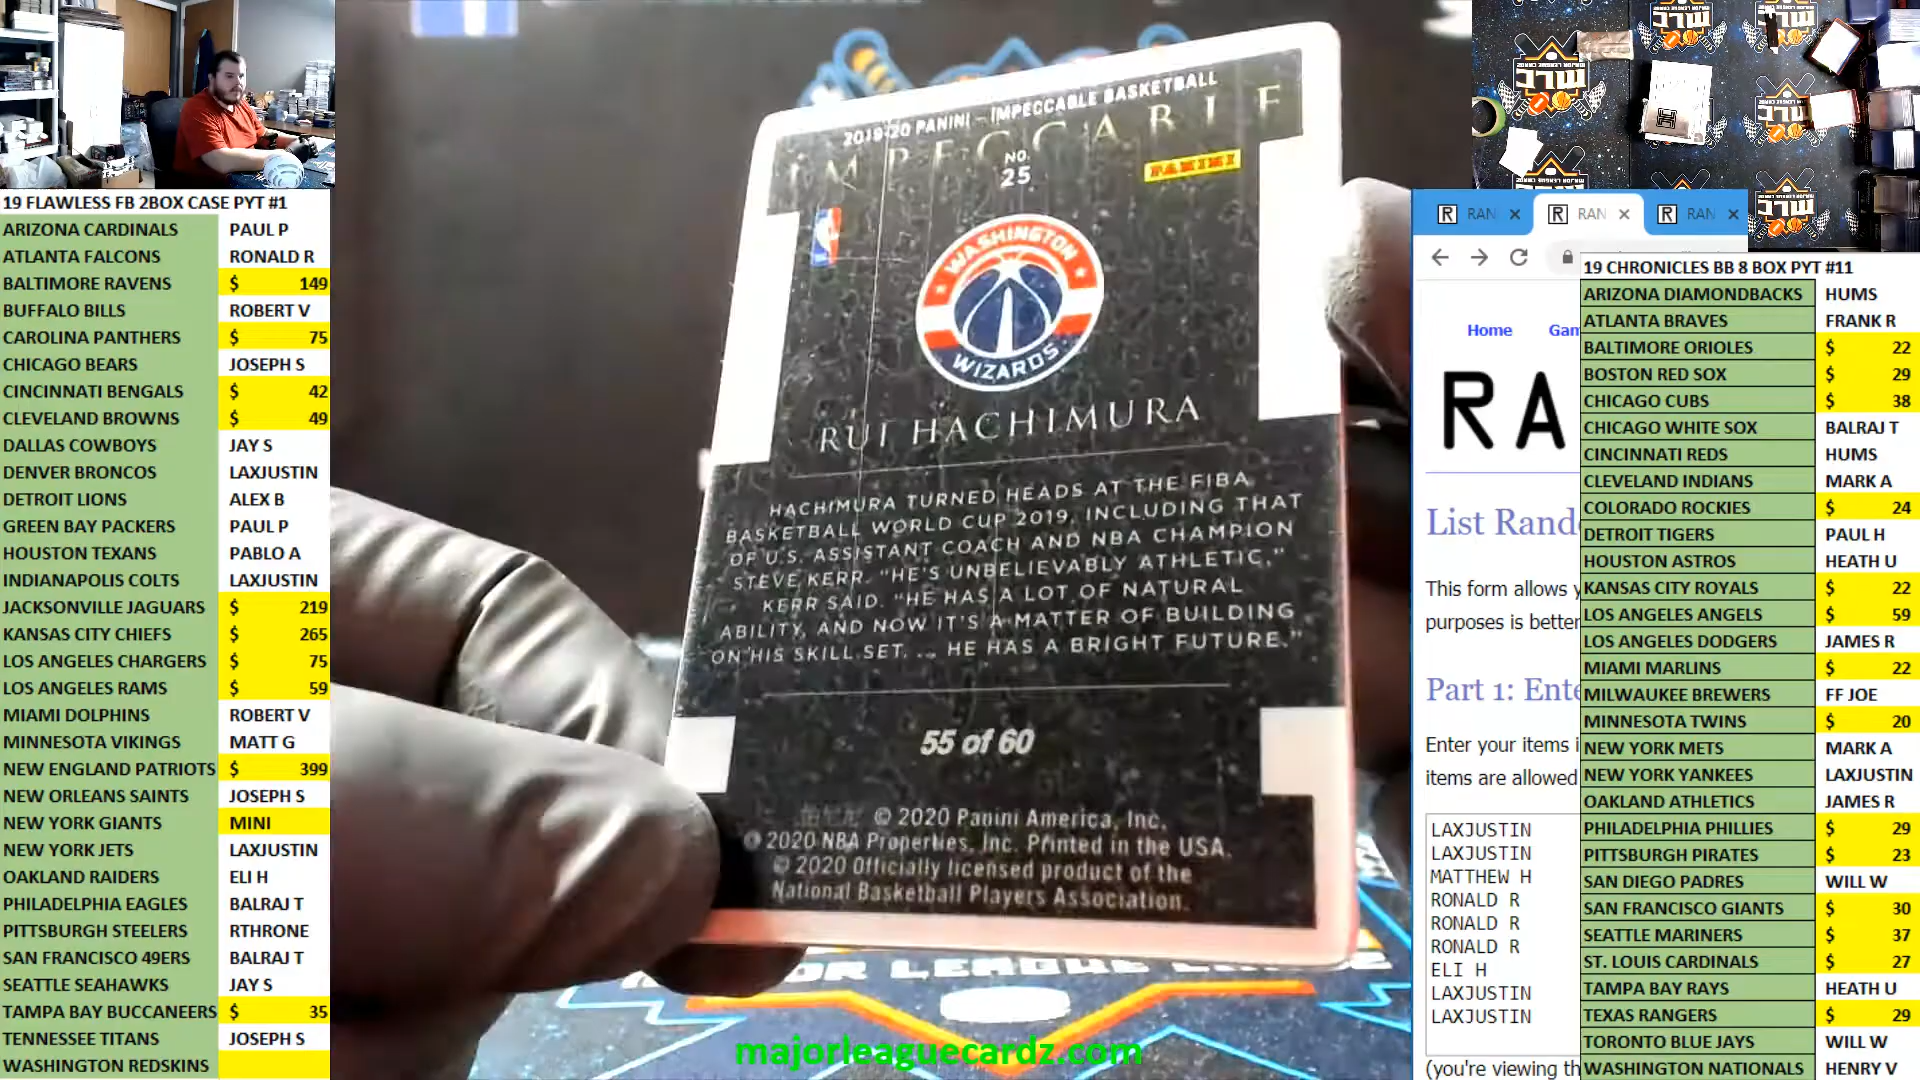 19 FLAWLESS FB 2BOX CASE PYT #1
ARIZONA CARDINALS PAUL P
ATLANTA FALCONS RONALD R
BALTIMORE RAVENS $ 149
BUFFALO BILLS ROBERT V
CAROLINA PANTHERS $ 75
CHICAGO BEARS JOSEPH S
CINCINNATI BENGALS $ 42
CLEVELAND BROWNS $ 49
DALLAS COWBOYS JAY S
DENVER BRONCOS LAXJUSTIN
DETROIT LIONS ALEX B
GREEN BAY PACKERS PAUL P
HOUSTON TEXANS PABLO A
INDIANAPOLIS COLTS LAXJUSTIN
JACKSONVILLE JAGUARS $ 219
KANSAS CITY CHIEFS $ 265
LOS ANGELES CHARGERS $ 75
LOS ANGELES RAMS $ 59
MIAMI DOLPHINS ROBERT V
MINNESOTA VIKINGS MATT G
NEW ENGLAND PATRIOTS $ 399
NEW ORLEANS SAINTS JOSEPH S
NEW YORK GIANTS MINI
NEW YORK JETS LAXJUSTIN
OAKLAND RAIDERS ELI H
PHILADELPHIA EAGLES BALRAJ T
PITTSBURGH STEELERS RTHRONE
SAN FRANCISCO 49ERS BALRAJ T
SEATTLE SEAHAWKS JAY S
TAMPA BAY BUCCANEERS $ 35
TENNESSEE TITANS JOSEPH S
WASHINGTON REDSKINS
2019-20 PANINI - IMPECCABLE BASKETBALL
IMPECCABLE
NO.
25
PANINI
WASHINGTON
WIZARDS
RUI HACHIMURA
HACHIMURA TURNED HEADS AT THE FIBA
BASKETBALL WORLD CUP 2019, INCLUDING THAT
OF U.S. ASSISTANT COACH AND NBA CHAMPION
STEVE KERR. "HE'S UNBELIEVABLY ATHLETIC,"
KERR SAID. "HE HAS A LOT OF NATURAL
ABILITY, AND NOW IT'S A MATTER OF BUILDING
ON HIS SKILL SET. ... HE HAS A BRIGHT FUTURE."
55 of 60
© 2020 Panini America, Inc.
© 2020 NBA Properties, Inc. Printed in the USA.
© 2020 Officially licensed product of the
National Basketball Players Association.
majorleaguecardz.com
RAN
RAN
RAN
Home Gam
RA
List Rand
This form allows y
purposes is better
Part 1: Ente
Enter your items i
items are allowed
LAXJUSTIN
LAXJUSTIN
MATTHEW H
RONALD R
RONALD R
RONALD R
ELI H
LAXJUSTIN
LAXJUSTIN
(you're viewing th
19 CHRONICLES BB 8 BOX PYT #11
ARIZONA DIAMONDBACKS HUMS
ATLANTA BRAVES FRANK R
BALTIMORE ORIOLES $ 22
BOSTON RED SOX $ 29
CHICAGO CUBS $ 38
CHICAGO WHITE SOX BALRAJ T
CINCINNATI REDS HUMS
CLEVELAND INDIANS MARK A
COLORADO ROCKIES $ 24
DETROIT TIGERS PAUL H
HOUSTON ASTROS HEATH U
KANSAS CITY ROYALS $ 22
LOS ANGELES ANGELS $ 59
LOS ANGELES DODGERS JAMES R
MIAMI MARLINS $ 22
MILWAUKEE BREWERS FF JOE
MINNESOTA TWINS $ 20
NEW YORK METS MARK A
NEW YORK YANKEES LAXJUSTIN
OAKLAND ATHLETICS JAMES R
PHILADELPHIA PHILLIES $ 29
PITTSBURGH PIRATES $ 23
SAN DIEGO PADRES WILL W
SAN FRANCISCO GIANTS $ 30
SEATTLE MARINERS $ 37
ST. LOUIS CARDINALS $ 27
TAMPA BAY RAYS HEATH U
TEXAS RANGERS $ 29
TORONTO BLUE JAYS WILL W
WASHINGTON NATIONALS HENRY V